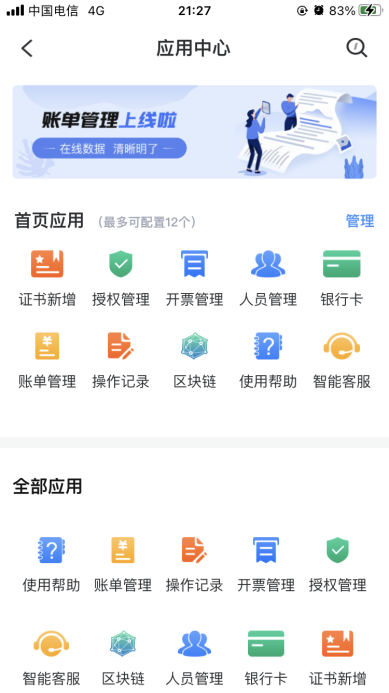 中国电信 4G 21:27 83%
应用中心
账单管理上线啦
在线数据 清晰明了
首页应用 （最多可配置12个） 管理
证书新增 授权管理 开票管理 人员管理 银行卡
账单管理 操作记录 区块链 使用帮助 智能客服
全部应用
使用帮助 账单管理 操作记录 开票管理 授权管理
智能客服 区块链 人员管理 银行卡 证书新增